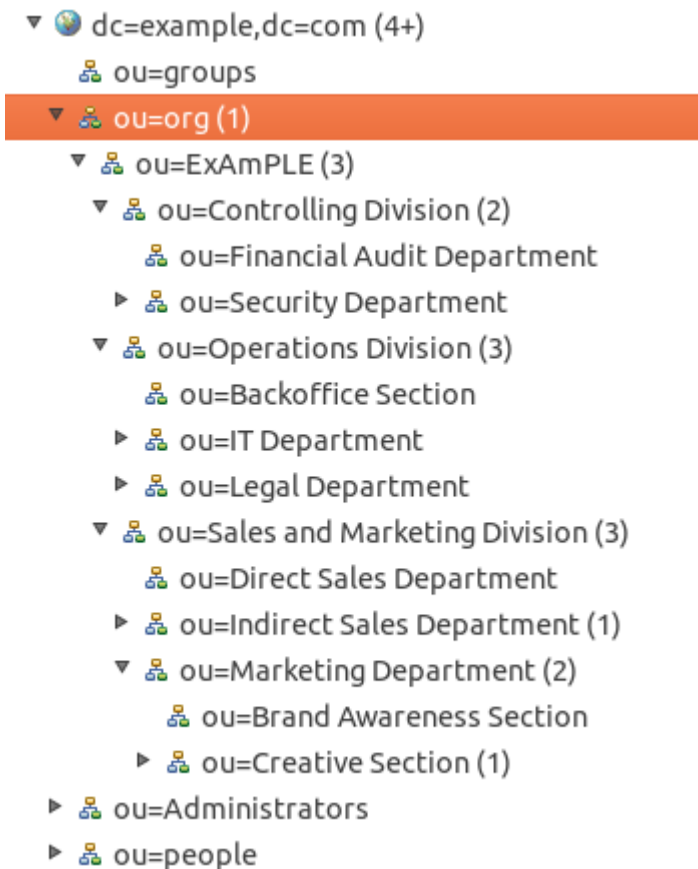 dc=example,dc=com (4+)
ou=groups
ou=org (1)
ou=ExAmPLE (3)
ou=Controlling Division (2)
ou=Financial Audit Department
ou=Security Department
ou=Operations Division (3)
ou=Backoffice Section
ou=IT Department
ou=Legal Department
ou=Sales and Marketing Division (3)
ou=Direct Sales Department
ou=Indirect Sales Department (1)
ou=Marketing Department (2)
ou=Brand Awareness Section
ou=Creative Section (1)
ou=Administrators
ou=people